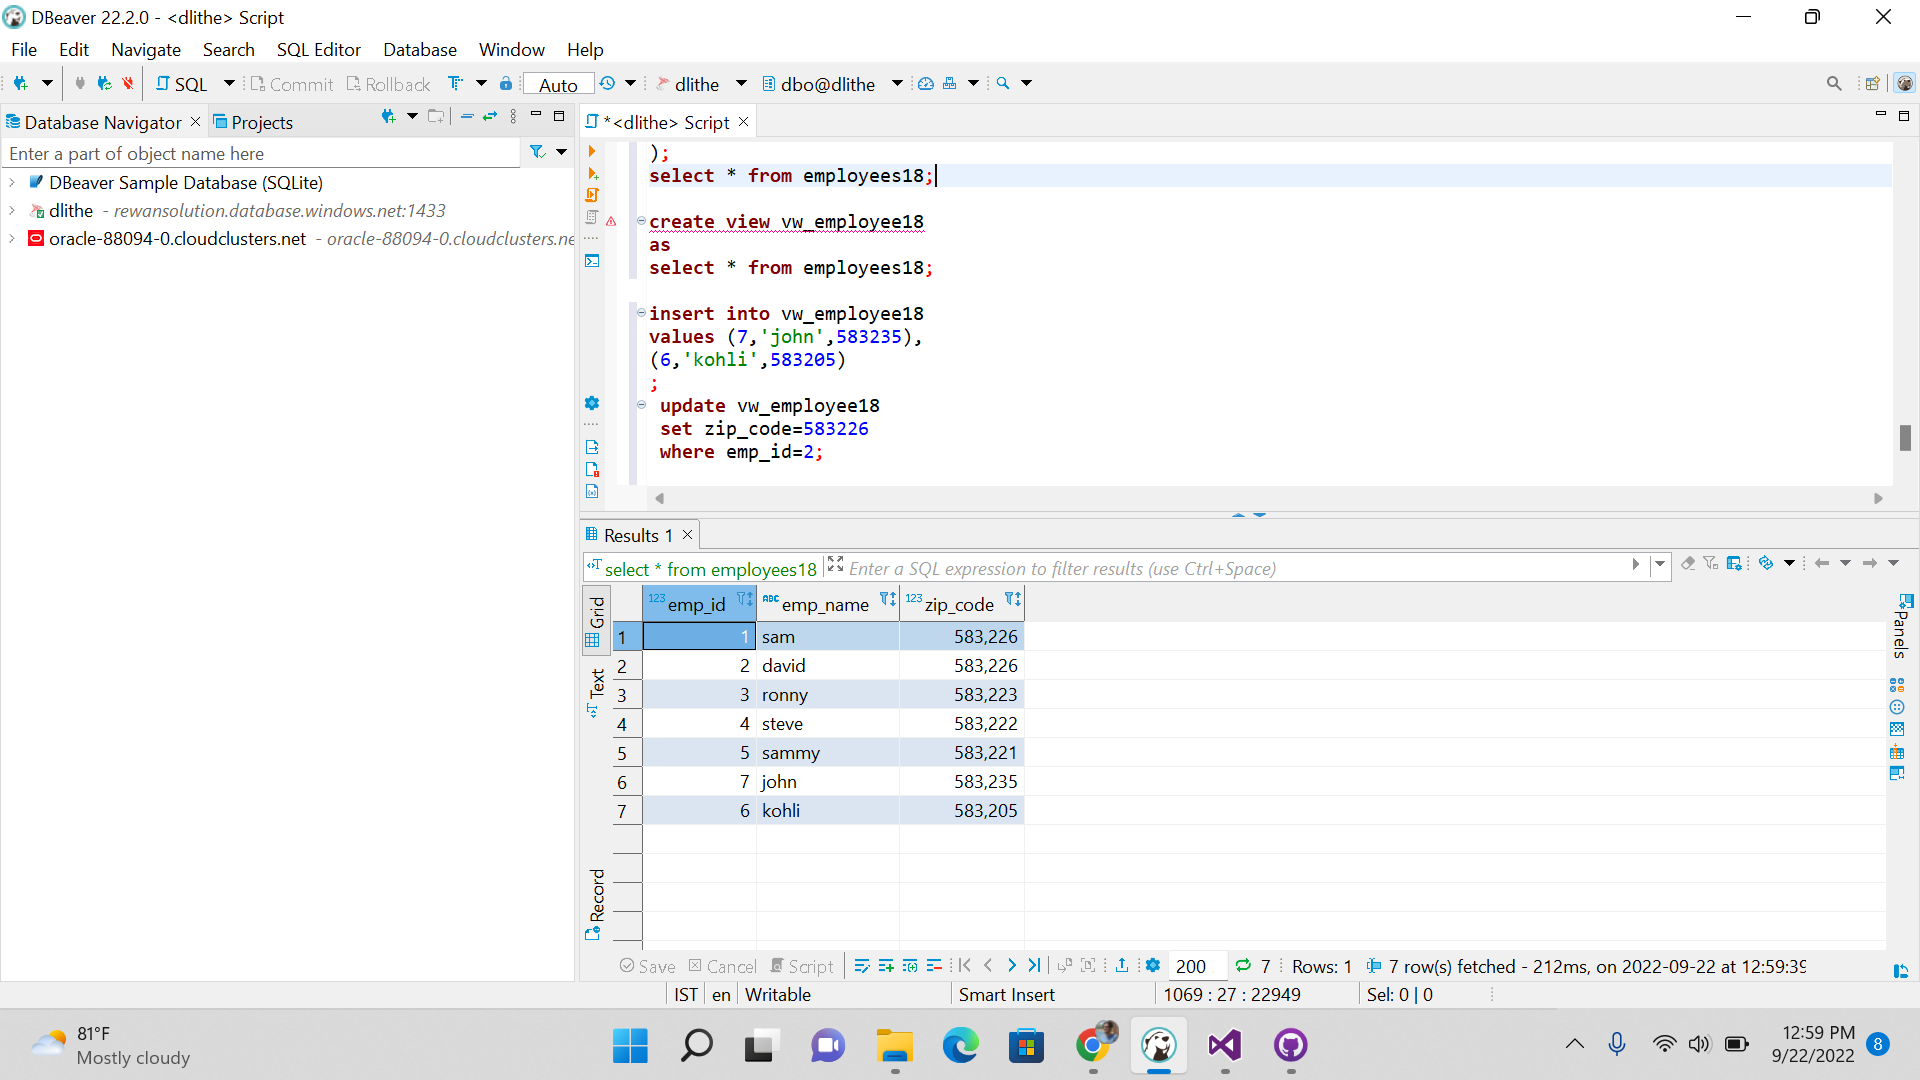 DBeaver 22.2.0 - <dlithe> Script
File Edit Navigate Search SQL Editor Database Window Help
SQL Commit Rollback Auto dlithe dbo@dlithe
Database Navigator Projects
Enter a part of object name here
DBeaver Sample Database (SQLite)
dlithe - rewansolution.database.windows.net:1433
oracle-88094-0.cloudclusters.net - oracle-88094-0.cloudclusters.ne
*<dlithe> Script
);
select * from employees18;
create view vw_employee18
as
select * from employees18;
insert into vw_employee18
values (7,'john',583235),
(6,'kohli',583205)
;
update vw_employee18
set zip_code=583226
where emp_id=2;
Results 1
select * from employees18 Enter a SQL expression to filter results (use Ctrl+Space)
Grid
Text
Record
Panels
123 emp_id ABC emp_name 123 zip_code
1 1 sam 583,226
2 2 david 583,226
3 3 ronny 583,223
4 4 steve 583,222
5 5 sammy 583,221
6 7 john 583,235
7 6 kohli 583,205
Save Cancel Script 200 7 Rows: 1 7 row(s) fetched - 212ms, on 2022-09-22 at 12:59:39
IST en Writable Smart Insert 1069 : 27 : 22949 Sel: 0 | 0
81°F
Mostly cloudy
12:59 PM
9/22/2022
8